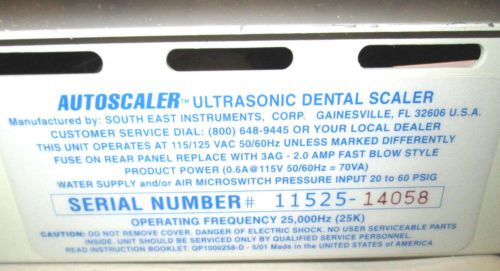 AUTOSCALER™ ULTRASONIC DENTAL SCALER
Manufactured by: SOUTH EAST INSTRUMENTS, CORP. GAINESVILLE, FL 32606 U.S.A.
CUSTOMER SERVICE DIAL: (800) 648-9445 OR YOUR LOCAL DEALER
THIS UNIT OPERATES AT 115/125 VAC 50/60Hz UNLESS MARKED DIFFERENTLY
FUSE ON REAR PANEL REPLACE WITH 3AG - 2.0 AMP FAST BLOW STYLE
PRODUCT POWER (0.6A@115V 50/60Hz = 70VA)
WATER SUPPLY and/or AIR MICROSWITCH PRESSURE INPUT 20 to 60 PSIG
SERIAL NUMBER# 11525-14058
OPERATING FREQUENCY 25,000Hz (25K)
CAUTION: DO NOT REMOVE COVER. DANGER OF ELECTRIC SHOCK. NO USER SERVICEABLE PARTS
INSIDE. UNIT SHOULD BE SERVICED ONLY BY QUALIFIED SERVICE PERSONNEL.
READ INSTRUCTION BOOKLET. QP1000258-D - 5/01 Made in the UNITED STATES of AMERICA